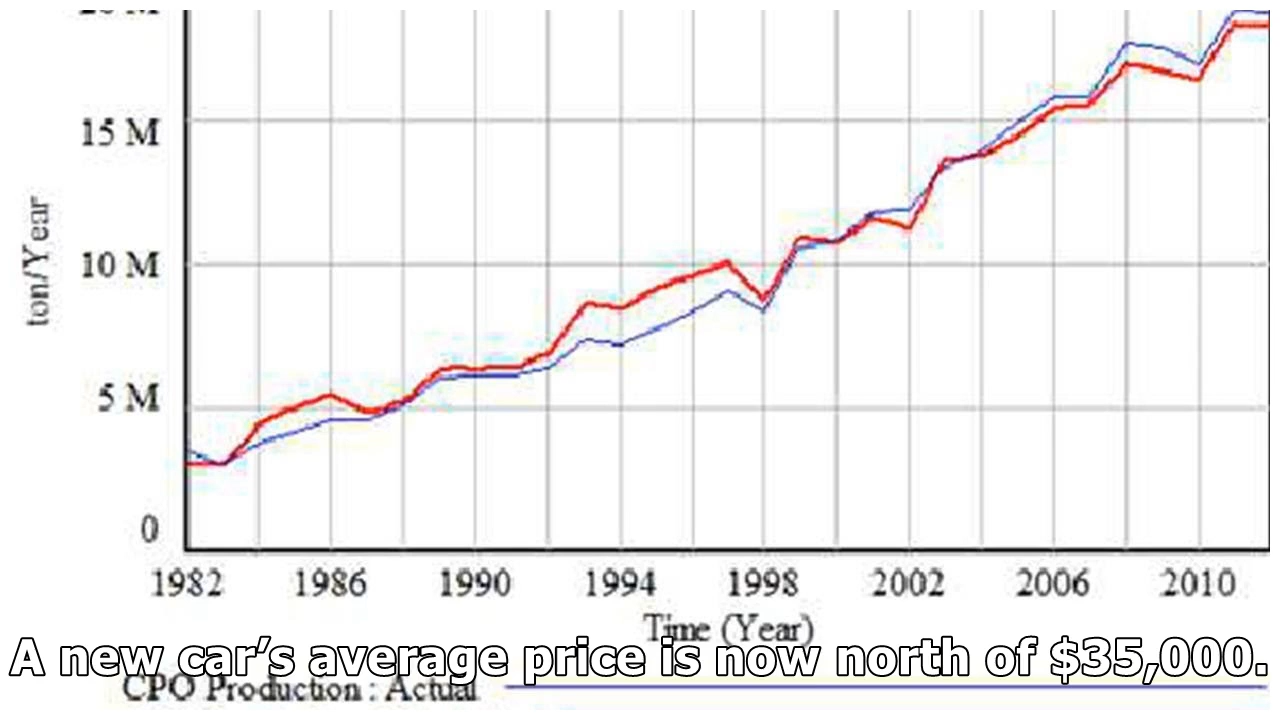 15 M
10 M
5 M
0
ton/Year
1982 1986 1990 1994 1998 2002 2006 2010
Time (Year)
A new car’s average price is now north of $35,000.
CPO Production : Actual